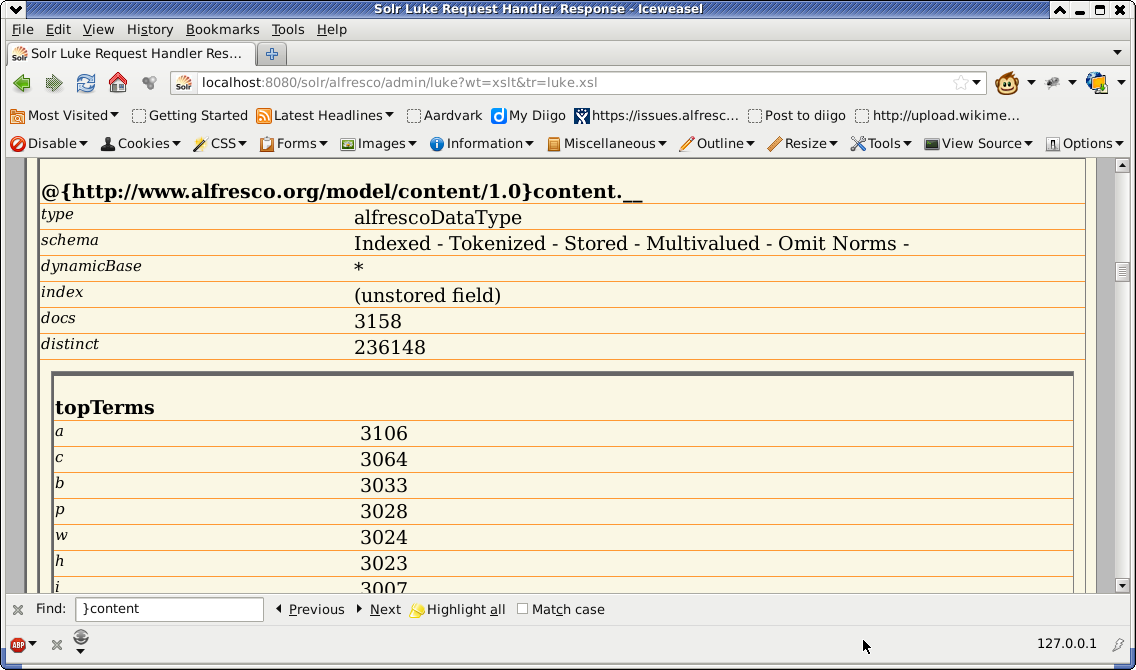 Solr Luke Request Handler Response - Iceweasel
File Edit View History Bookmarks Tools Help
Solr Luke Request Handler Res...
localhost:8080/solr/alfresco/admin/luke?wt=xslt&tr=luke.xsl
Most Visited Getting Started Latest Headlines Aardvark My Diigo https://issues.alfresc... Post to diigo http://upload.wikime...
Disable Cookies CSS Forms Images Information Miscellaneous Outline Resize Tools View Source Options
@{http://www.alfresco.org/model/content/1.0}content.__
type alfrescoDataType
schema Indexed - Tokenized - Stored - Multivalued - Omit Norms -
dynamicBase *
index (unstored field)
docs 3158
distinct 236148
topTerms
a 3106
c 3064
b 3033
p 3028
w 3024
h 3023
i 3007
Find: }content Previous Next Highlight all Match case
ABP 127.0.0.1